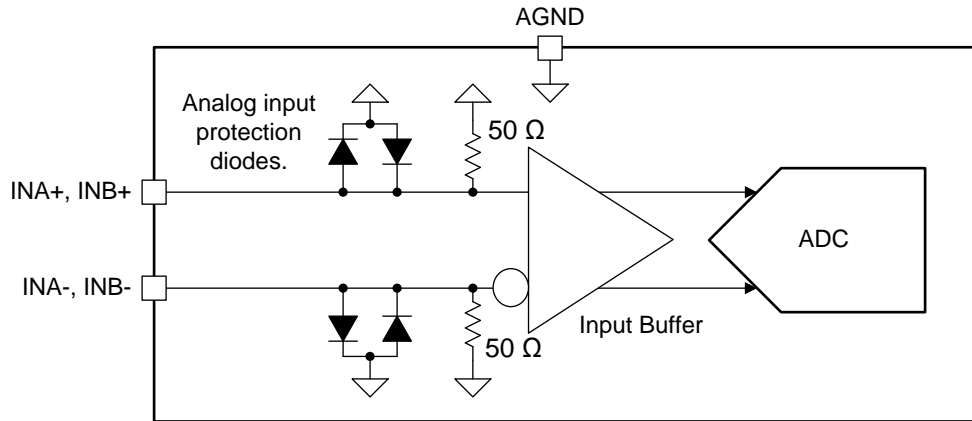 AGND
Analog input
protection
diodes.
50 Ω
INA+, INB+
ADC
INA-, INB-
Input Buffer
50 Ω